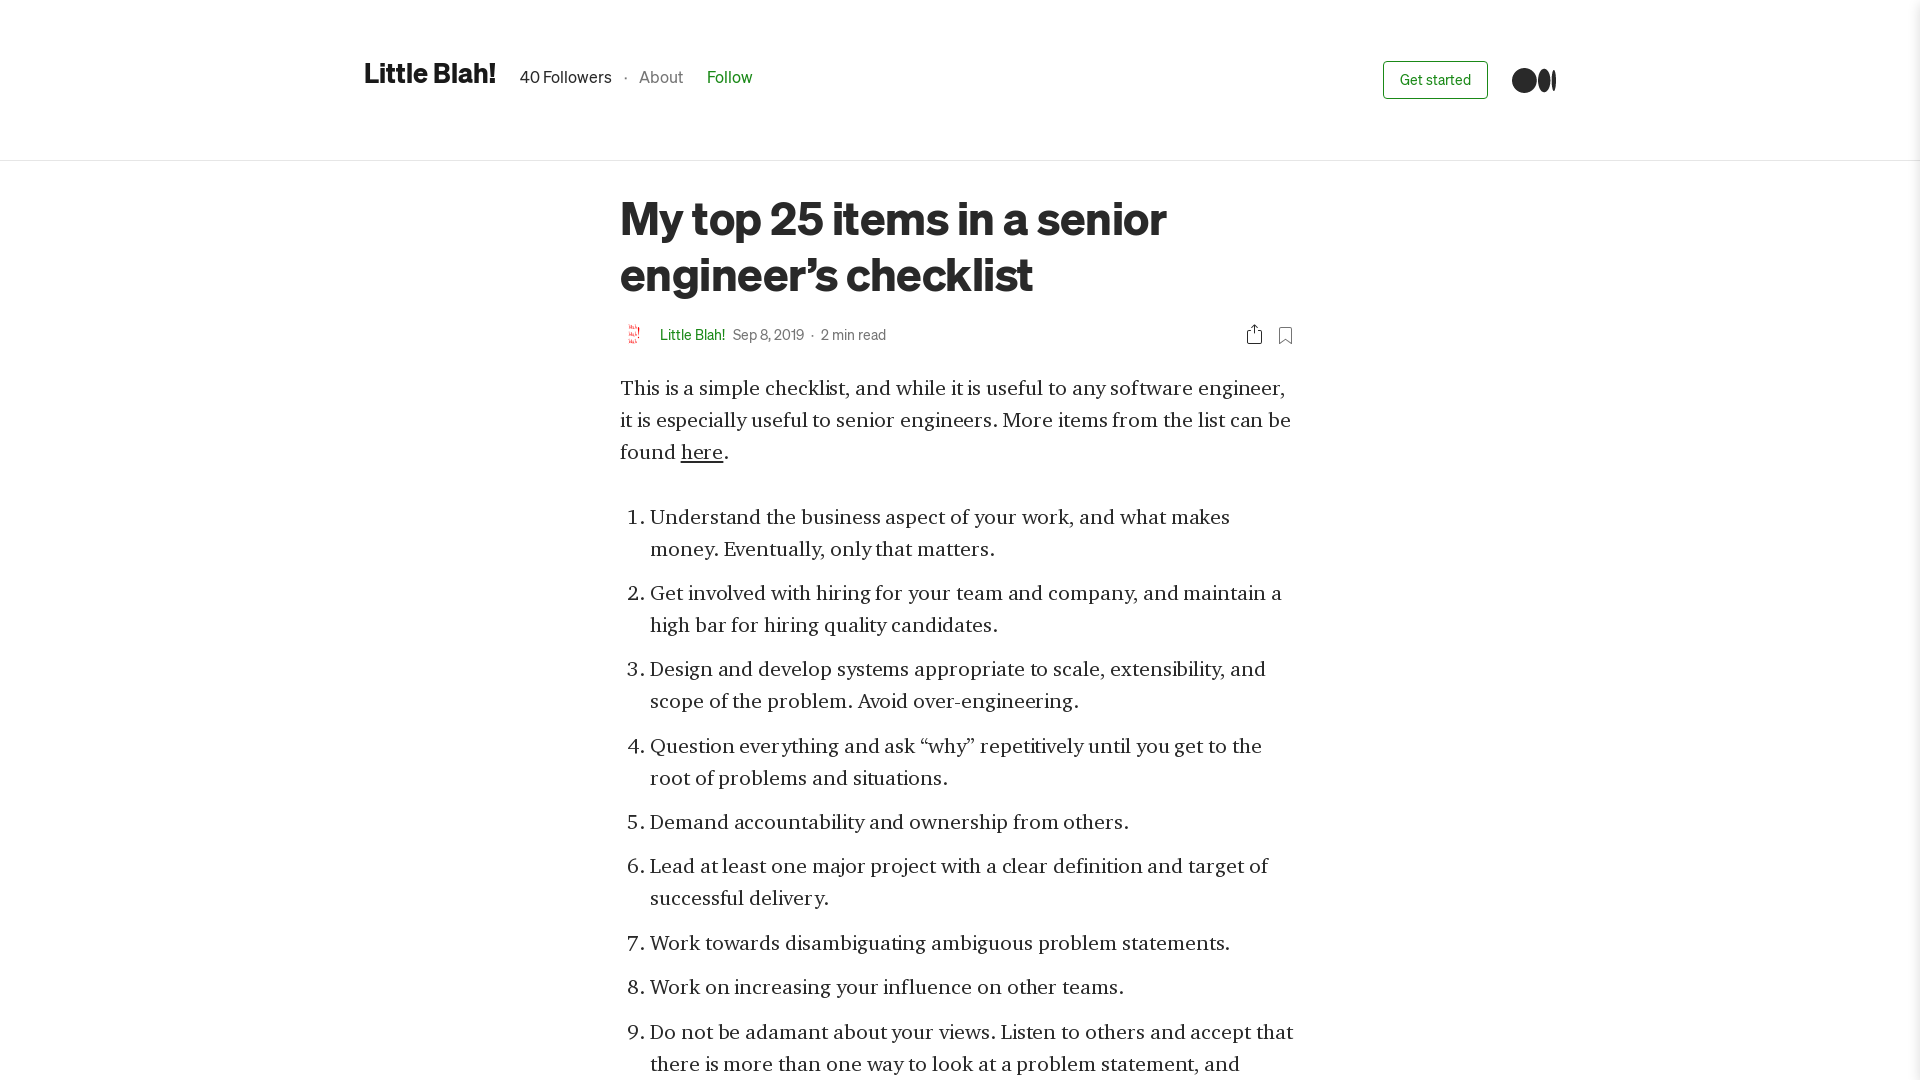 Little Blah!
40 Followers · About Follow
Get started
My top 25 items in a senior
engineer’s checklist
Little Blah! Sep 8, 2019 · 2 min read
This is a simple checklist, and while it is useful to any software engineer,
it is especially useful to senior engineers. More items from the list can be
found here.
1. Understand the business aspect of your work, and what makes
money. Eventually, only that matters.
2. Get involved with hiring for your team and company, and maintain a
high bar for hiring quality candidates.
3. Design and develop systems appropriate to scale, extensibility, and
scope of the problem. Avoid over-engineering.
4. Question everything and ask “why” repetitively until you get to the
root of problems and situations.
5. Demand accountability and ownership from others.
6. Lead at least one major project with a clear definition and target of
successful delivery.
7. Work towards disambiguating ambiguous problem statements.
8. Work on increasing your influence on other teams.
9. Do not be adamant about your views. Listen to others and accept that
there is more than one way to look at a problem statement, and